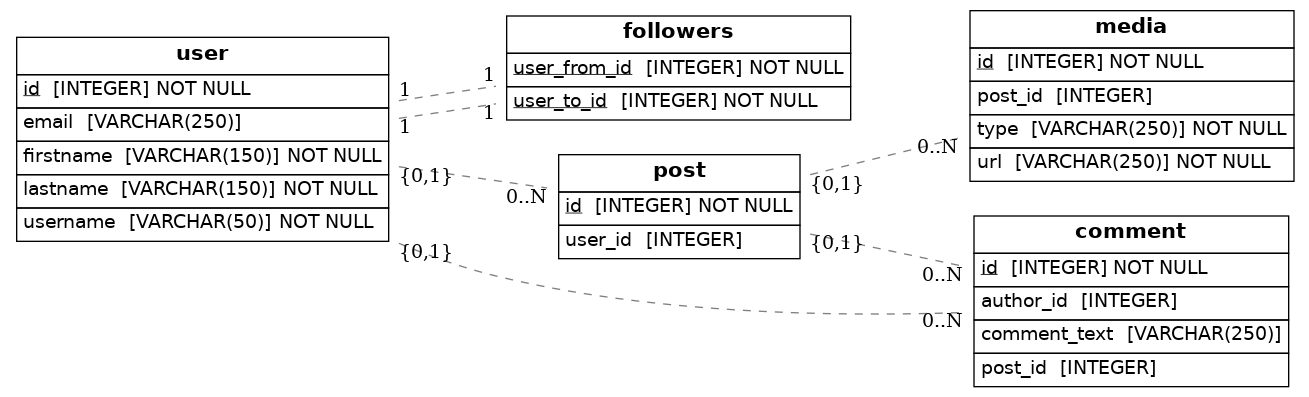 user
id [INTEGER] NOT NULL
email [VARCHAR(250)]
firstname [VARCHAR(150)] NOT NULL
lastname [VARCHAR(150)] NOT NULL
username [VARCHAR(50)] NOT NULL
followers
user_from_id [INTEGER] NOT NULL
user_to_id [INTEGER] NOT NULL
post
id [INTEGER] NOT NULL
user_id [INTEGER]
media
id [INTEGER] NOT NULL
post_id [INTEGER]
type [VARCHAR(250)] NOT NULL
url [VARCHAR(250)] NOT NULL
comment
id [INTEGER] NOT NULL
author_id [INTEGER]
comment_text [VARCHAR(250)]
post_id [INTEGER]
1
1
1
1
{0,1}
0..N
{0,1}
0..N
{0,1}
0..N
{0,1}
0..N